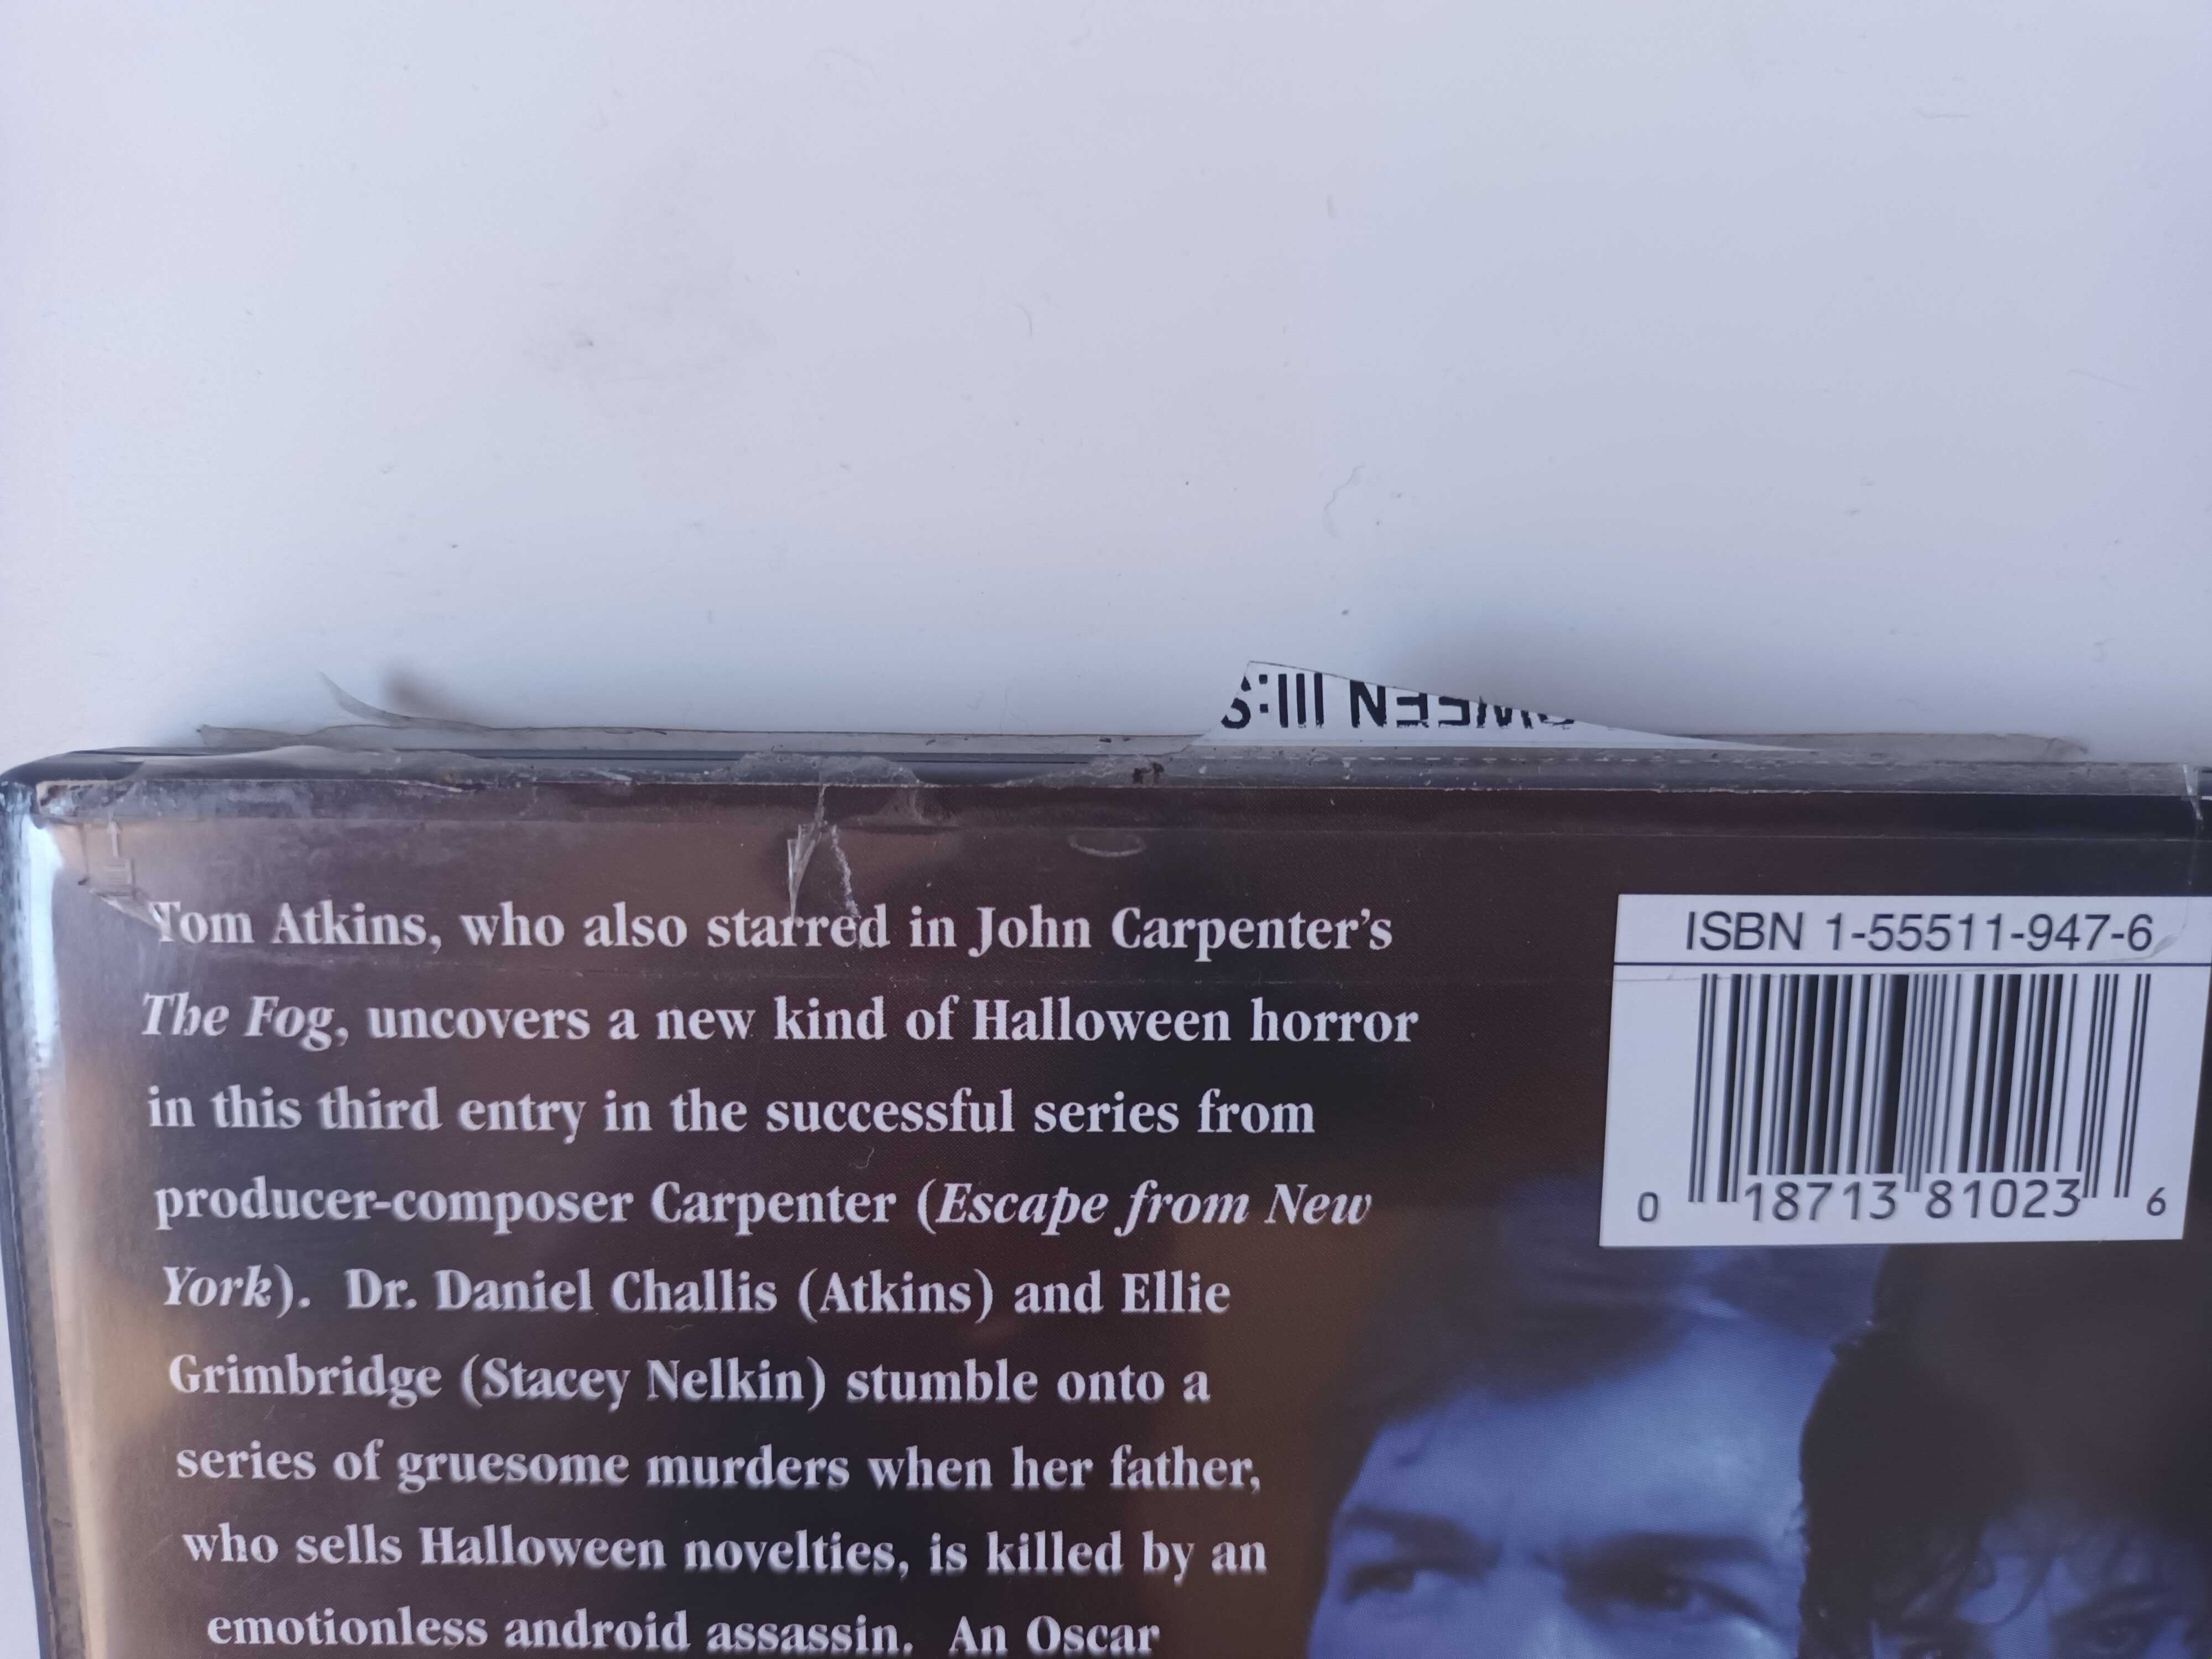 WEEN III:S
Tom Atkins, who also starred in John Carpenter's
The Fog, uncovers a new kind of Halloween horror
in this third entry in the successful series from
producer-composer Carpenter (Escape from New
York). Dr. Daniel Challis (Atkins) and Ellie
Grimbridge (Stacey Nelkin) stumble onto a
series of gruesome murders when her father,
who sells Halloween novelties, is killed by an
emotionless android assassin. An Oscar
ISBN 1-55511-947-6
0 18713 81023 6